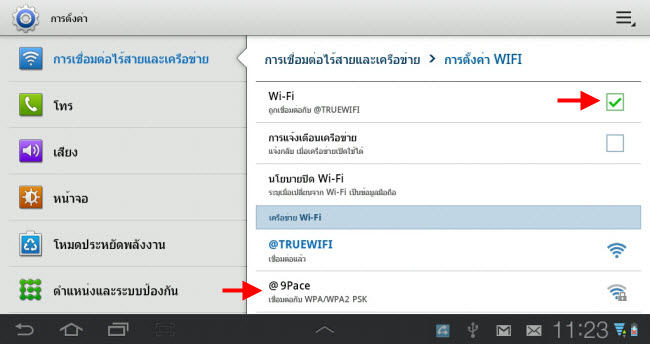 การตั้งค่า
การเชื่อมต่อไร้สายและเครือข่าย
โทร
เสียง
หน้าจอ
โหมดประหยัดพลังงาน
ตำแหน่งและระบบป้องกัน
การเชื่อมต่อไร้สายและเครือข่าย > การตั้งค่า WIFI
Wi-Fi
ถูกเชื่อมต่อกับ @TRUEWIFI
การแจ้งเตือนเครือข่าย
แจ้งกลับ เมื่อเครือข่ายเปิดใช้ได้
นโยบายปิด Wi-Fi
ระบุเมื่อเปลี่ยนจาก Wi-Fi เป็นข้อมูลมือถือ
เครือข่าย Wi-Fi
@TRUEWIFI
เชื่อมต่อแล้ว
@ 9Pace
เชื่อมต่อกับ WPA/WPA2 PSK
11:23